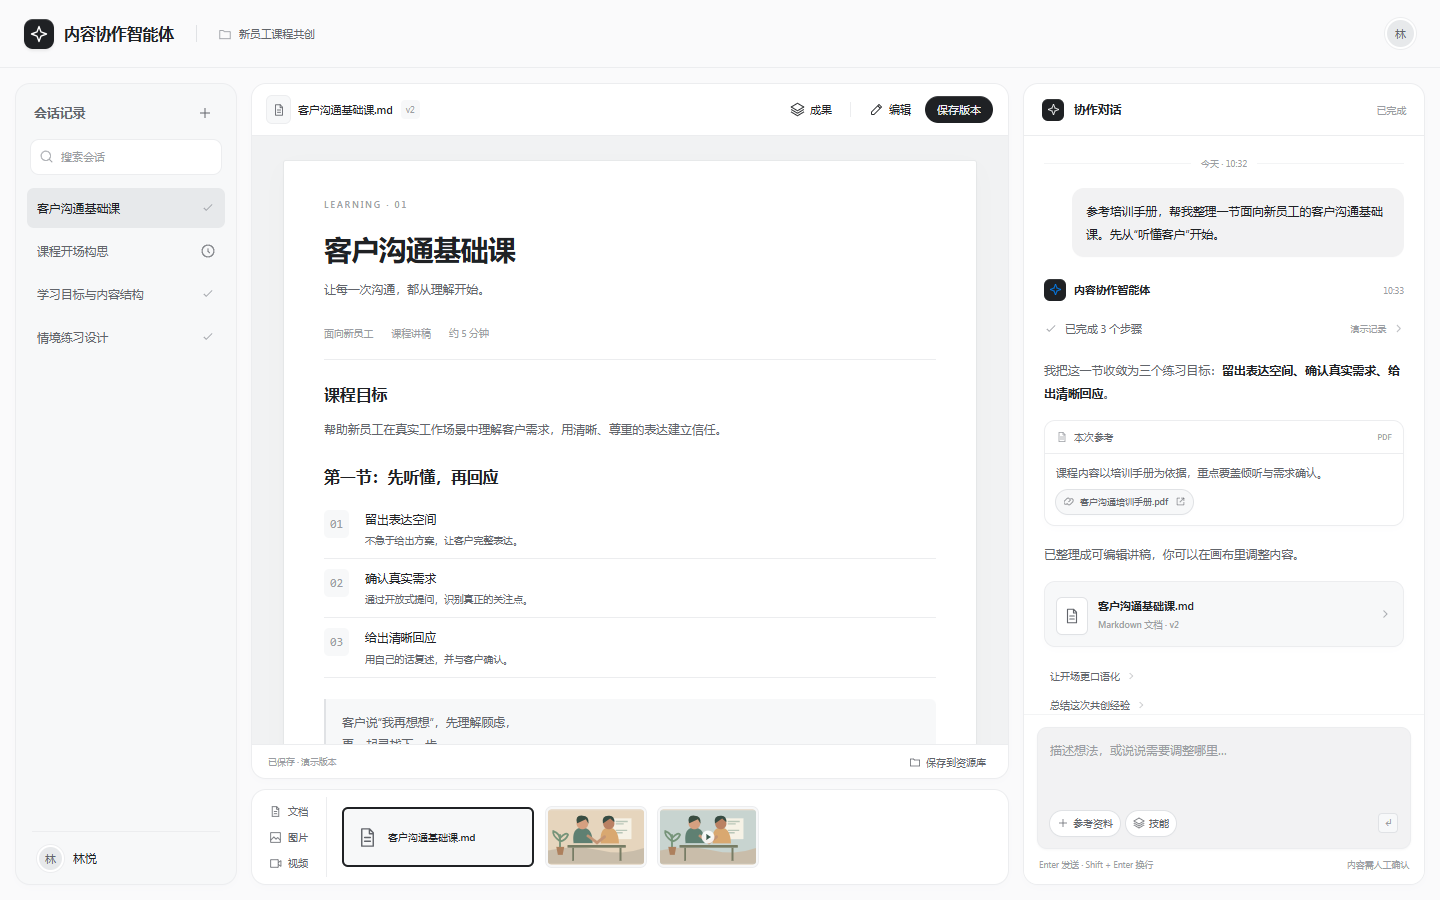 内容协作智能体
新员工课程共创
林
会话记录
搜索会话
客户沟通基础课
课程开场构思
学习目标与内容结构
情境练习设计
林
林悦
客户沟通基础课.md
v2
成果
编辑
保存版本
LEARNING · 01
客户沟通基础课
让每一次沟通，都从理解开始。
面向新员工
课程讲稿
约 5 分钟
课程目标
帮助新员工在真实工作场景中理解客户需求，用清晰、尊重的表达建立信任。
第一节：先听懂，再回应
01
留出表达空间
不急于给出方案，让客户完整表达。
02
确认真实需求
通过开放式提问，识别真正的关注点。
03
给出清晰回应
用自己的话复述，并与客户确认。
客户说“我再想想”，先理解顾虑，
已保存 · 演示版本
保存到资源库
文档
图片
视频
客户沟通基础课.md
协作对话
已完成
今天 · 10:32
参考培训手册，帮我整理一节面向新员工的客户沟通基础
课。先从“听懂客户”开始。
内容协作智能体
10:33
已完成 3 个步骤
演示记录
我把这一节收敛为三个练习目标：留出表达空间、确认真实需求、给
出清晰回应。
本次参考
PDF
课程内容以培训手册为依据，重点覆盖倾听与需求确认。
客户沟通培训手册.pdf
已整理成可编辑讲稿，你可以在画布里调整内容。
客户沟通基础课.md
Markdown 文档 · v2
让开场更口语化
总结这次共创经验
描述想法，或说说需要调整哪里...
参考资料
技能
Enter 发送 · Shift + Enter 换行
内容需人工确认